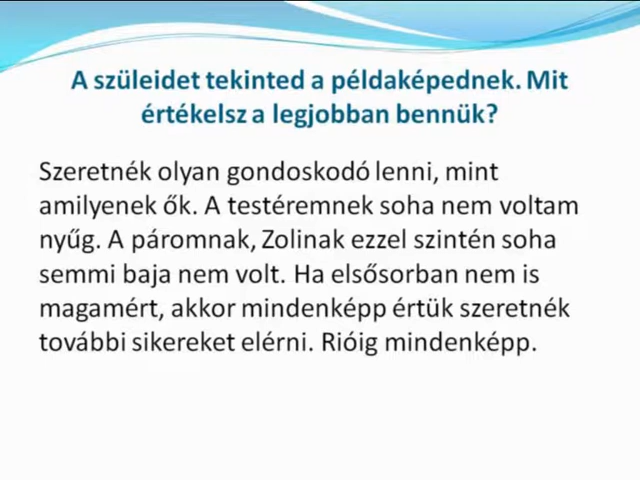 A szüleidet tekinted a példaképednek. Mit
értékelsz a legjobban bennük?
Szeretnék olyan gondoskodó lenni, mint
amilyenek ők. A testéremnek soha nem voltam
nyűg. A páromnak, Zolinak ezzel szintén soha
semmi baja nem volt. Ha elsősorban nem is
magamért, akkor mindenképp értük szeretnék
további sikereket elérni. Rióig mindenképp.